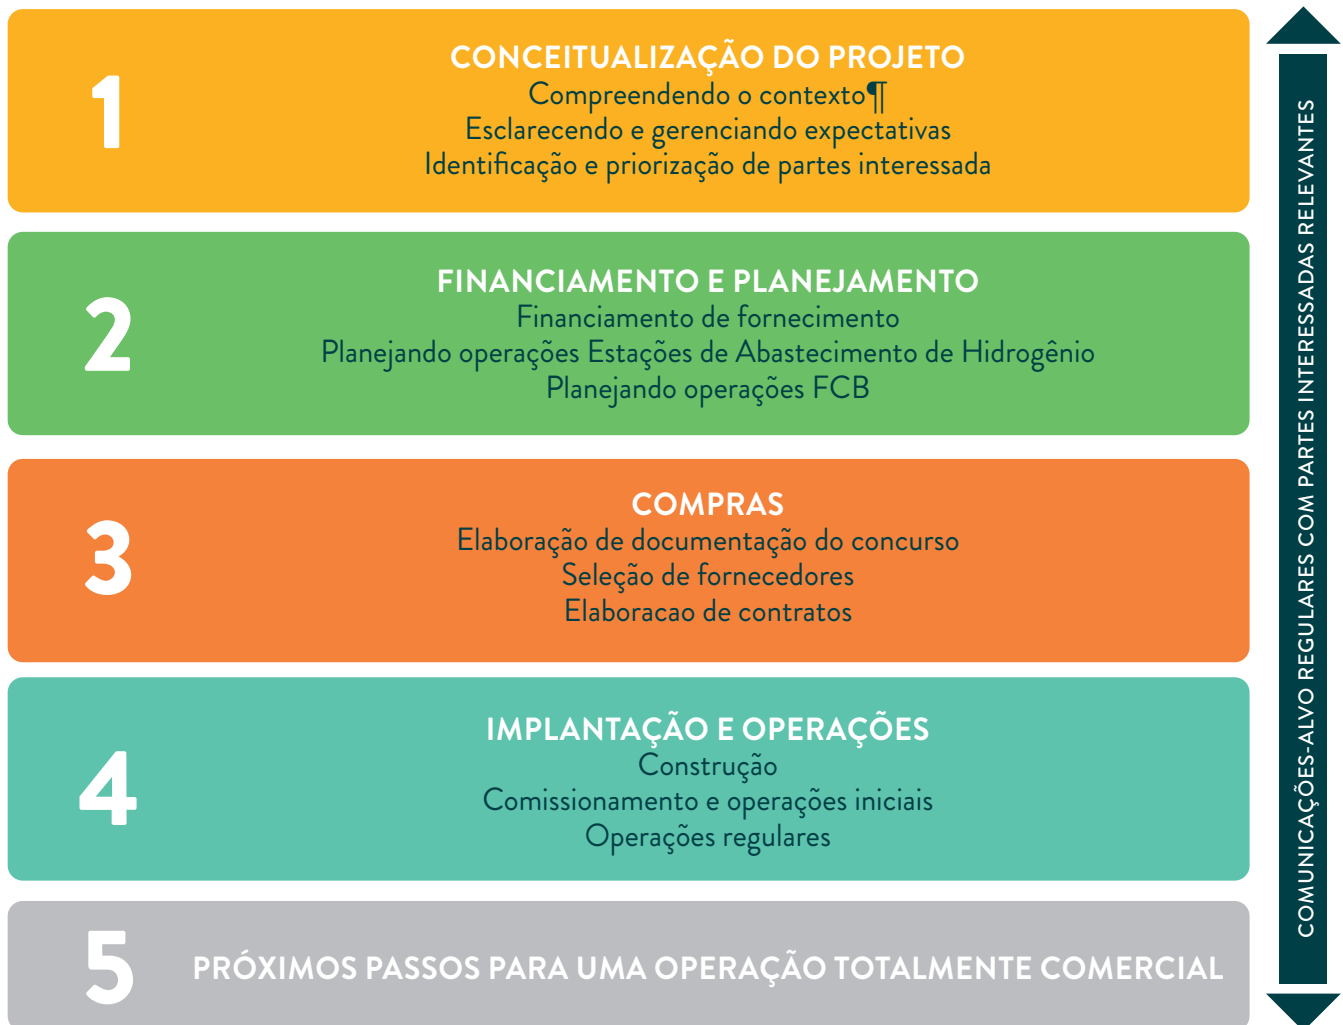 1
CONCEITUALIZAÇÃO DO PROJETO
Compreendendo o contexto¶
Esclarecendo e gerenciando expectativas
Identificação e priorização de partes interessada
2
FINANCIAMENTO E PLANEJAMENTO
Financiamento de fornecimento
Planejando operações Estações de Abastecimento de Hidrogênio
Planejando operações FCB
3
COMPRAS
Elaboração de documentação do concurso
Seleção de fornecedores
Elaboracao de contratos
4
IMPLANTAÇÃO E OPERAÇÕES
Construção
Comissionamento e operações iniciais
Operações regulares
5
PRÓXIMOS PASSOS PARA UMA OPERAÇÃO TOTALMENTE COMERCIAL
COMUNICAÇÕES-ALVO REGULARES COM PARTES INTERESSADAS RELEVANTES